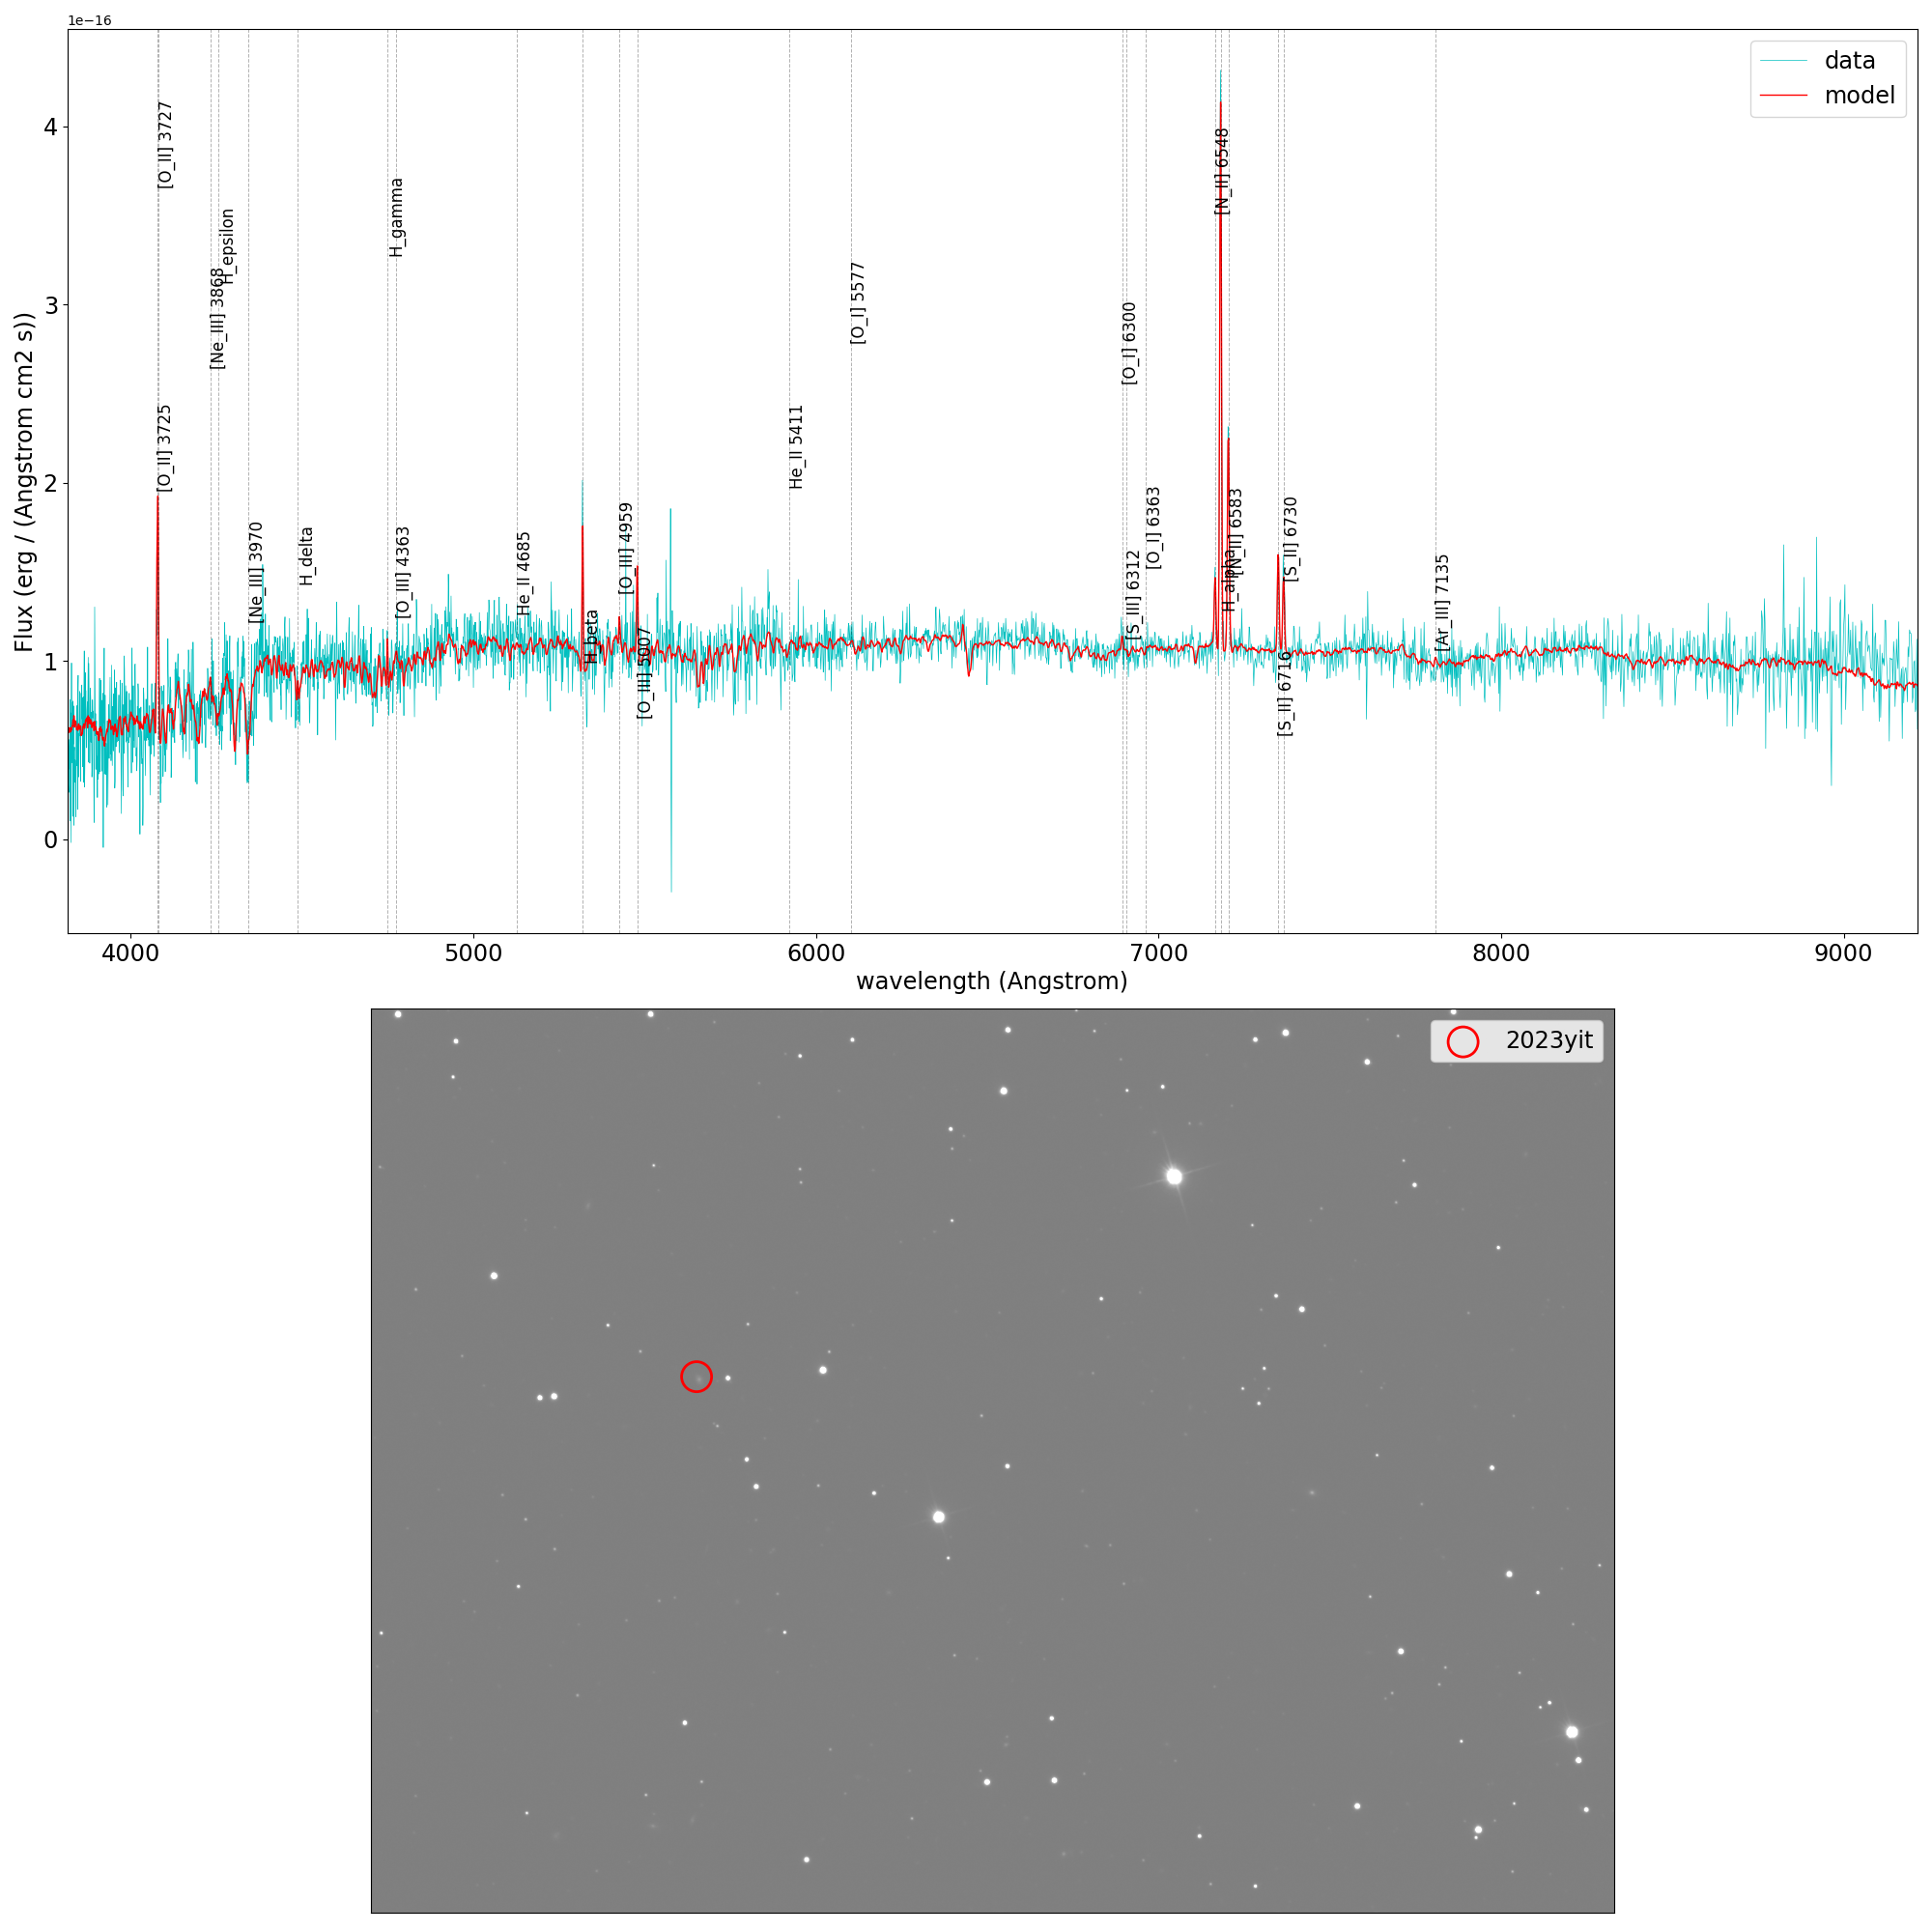 1e−16
data
model
[O_II] 3727
[O_II] 3725
[Ne_III] 3868
H_epsilon
[Ne_III] 3970
H_delta
H_gamma
[O_III] 4363
He_II 4685
H_beta
[O_III] 4959
[O_III] 5007
He_II 5411
[O_I] 5577
[O_I] 6300
[S_III] 6312
[O_I] 6363
[N_II] 6548
H_alpha
[N_II] 6583
[S_II] 6716
[S_II] 6730
[Ar_III] 7135
Flux (erg / (Angstrom cm2 s))
4
3
2
1
0
4000 5000 6000 7000 8000 9000
wavelength (Angstrom)
2023yit